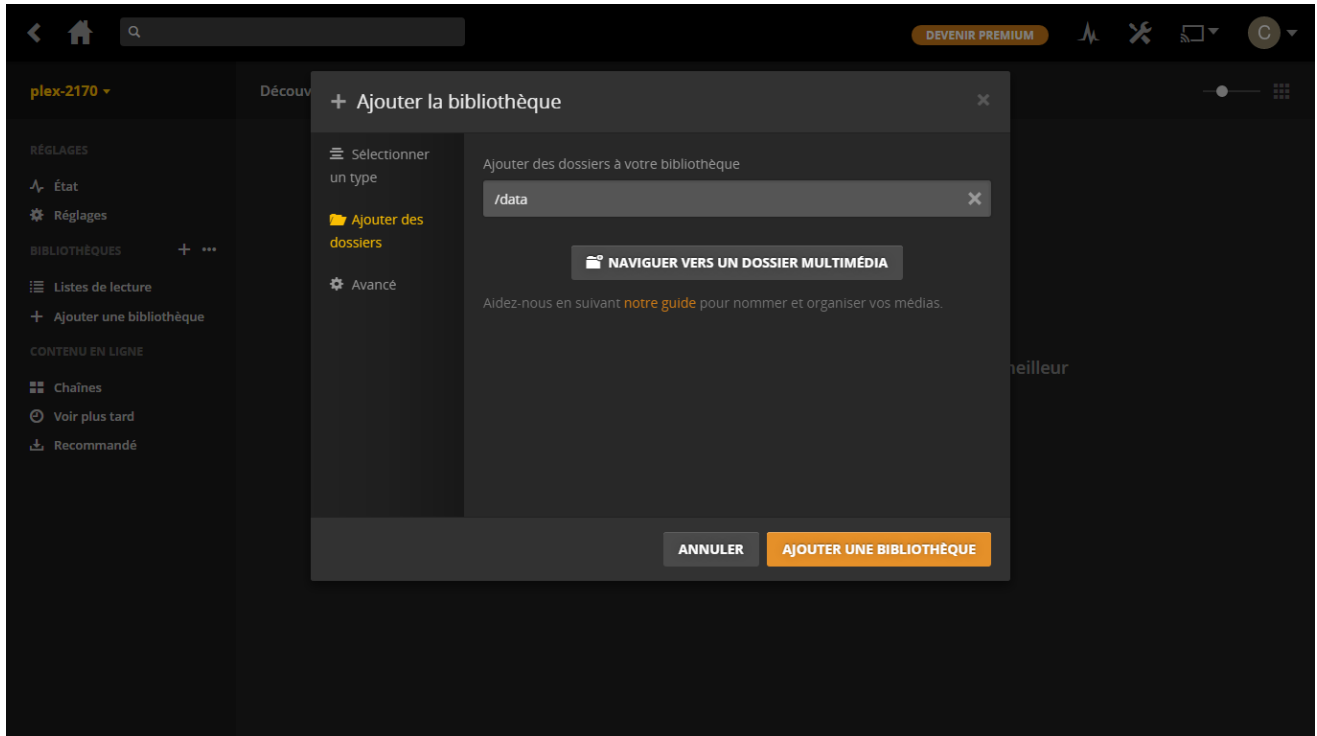 DEVENIR PREMIUM
C
plex-2170
Découv
RÉGLAGES
État
Réglages
BIBLIOTHÈQUES
Listes de lecture
Ajouter une bibliothèque
CONTENU EN LIGNE
Chaînes
Voir plus tard
Recommandé
Ajouter la bibliothèque
Sélectionner
un type
Ajouter des
dossiers
Avancé
Ajouter des dossiers à votre bibliothèque
/data
NAVIGUER VERS UN DOSSIER MULTIMÉDIA
Aidez-nous en suivant notre guide pour nommer et organiser vos médias.
neilleur
ANNULER
AJOUTER UNE BIBLIOTHÈQUE